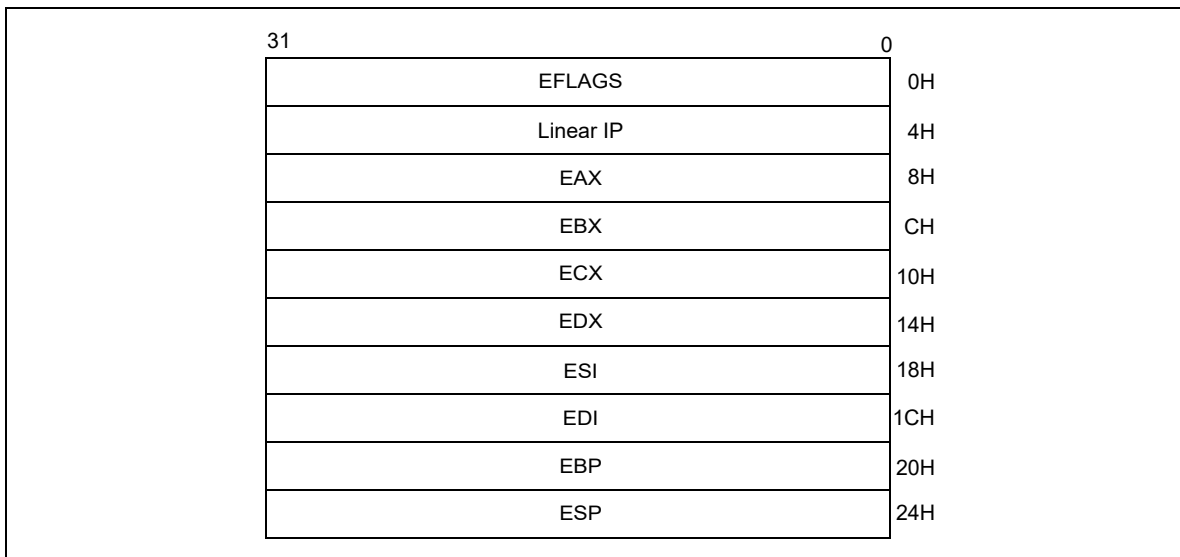 31 0
EFLAGS 0H
Linear IP 4H
EAX 8H
EBX CH
ECX 10H
EDX 14H
ESI 18H
EDI 1CH
EBP 20H
ESP 24H